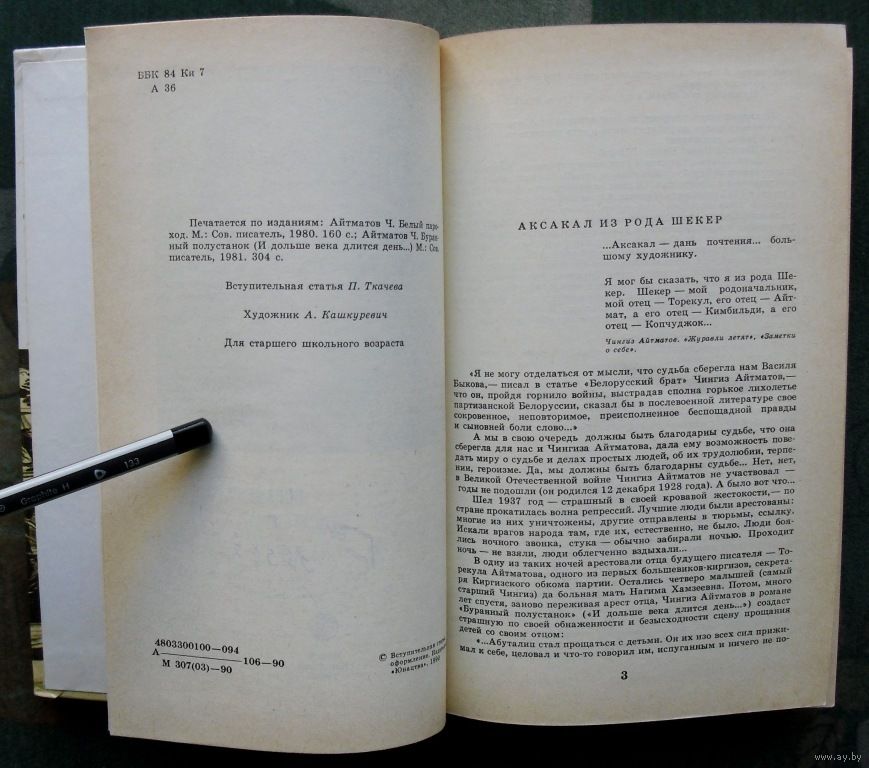 ББК 84 Ки 7
А 36
Печатается по изданиям: Айтматов Ч. Белый паро-
ход. М.: Сов. писатель, 1980. 160 с.; Айтматов Ч. Буран-
ный полустанок (И дольше века длится день...) М.: Сов.
писатель, 1981. 304 с.
Вступительная статья П. Ткачева
Художник А. Кашкуревич
Для старшего школьного возраста
4803300100—094
А————106—90
М 307(03)—90
© Вступительная
оформление.
«Юнацтва», 1990
Graphite H 133
АКСАКАЛ ИЗ РОДА ШЕКЕР
...Аксакал — дань почтения... боль-
шому художнику.
Я мог бы сказать, что я из рода Ше-
кер. Шекер — мой родоначальник,
мой отец — Торекул, его отец — Айт-
мат, а его отец — Кимбильди, а его
отец — Копчуджок...
Чингиз Айтматов. «Журавли летят», «Заметки
о себе».
«Я не могу отделаться от мысли, что судьба сберегла нам Василя
Быкова,— писал в статье «Белорусский брат» Чингиз Айтматов,—
что он, пройдя горнило войны, выстрадав сполна горькое лихолетье
партизанской Белоруссии, сказал бы в послевоенной литературе свое
сокровенное, неповторимое, преисполненное беспощадной правды
и сыновней боли слово...»
А мы в свою очередь должны быть благодарны судьбе, что она
сберегла для нас и Чингиза Айтматова, дала ему возможность пове-
дать миру о судьбе и делах простых людей, об их трудолюбии, терпе-
нии, героизме. Да, мы должны быть благодарны судьбе... Нет, нет,
в Великой Отечественной войне Чингиз Айтматов не участвовал —
годы не подошли (он родился 12 декабря 1928 года). А было вот что...
Шел 1937 год — страшный в своей кровавой жестокости,— по
стране прокатилась волна репрессий. Лучшие люди были арестованы:
многие из них уничтожены, другие отправлены в тюрьмы, ссылку.
Искали врагов народа там, где их, естественно, не было. Люди боя-
лись ночного звонка, стука — обычно забирали ночью. Проходит
ночь — не взяли, люди облегченно вздыхали...
В одну из таких ночей арестовали отца будущего писателя — То-
рекула Айтматова, одного из первых большевиков-киргизов, секрета-
ря Киргизского обкома партии. Остались четверо малышей (самый
старший Чингиз) да больная мать Нагима Хамзеевна. Потом, много
лет спустя, заново переживая арест отца, Чингиз Айтматов в романе
«Буранный полустанок» («И дольше века длится день...») создаст
страшную по своей обнаженности и безысходности сцену прощания
детей со своим отцом:
«...Абуталип стал прощаться с детьми. Он их изо всех сил прижи-
мал к себе, целовал и что-то говорил им, испуганным и ничего не по-
3
www.ay.by